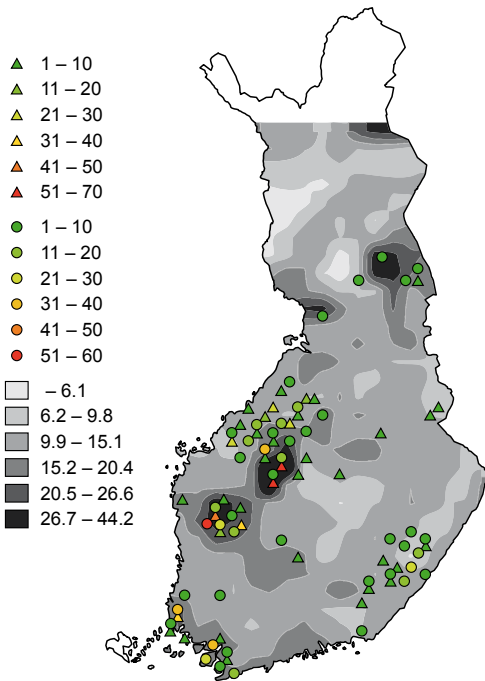 1 – 10
11 – 20
21 – 30
31 – 40
41 – 50
51 – 70
1 – 10
11 – 20
21 – 30
31 – 40
41 – 50
51 – 60
– 6.1
6.2 – 9.8
9.9 – 15.1
15.2 – 20.4
20.5 – 26.6
26.7 – 44.2